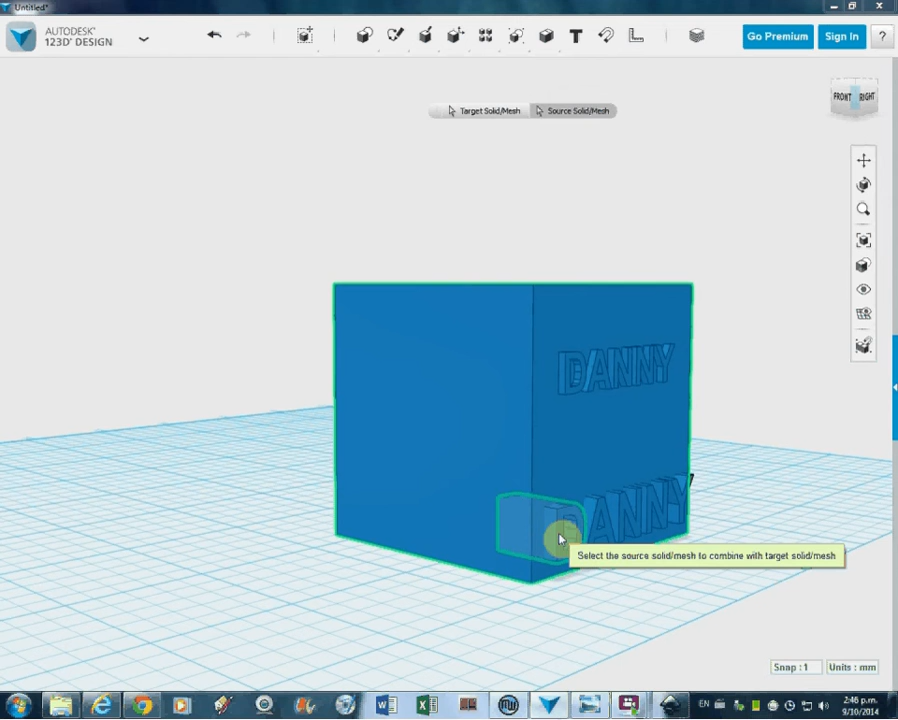 Untitled*
AUTODESK®
123D® DESIGN
Go Premium
Sign In
?
Target Solid/Mesh
Source Solid/Mesh
FRONT
RIGHT
DANNY
DANNY
Select the source solid/mesh to combine with target solid/mesh
Snap : 1
Units : mm
EN
2:46 p.m.
9/10/2014